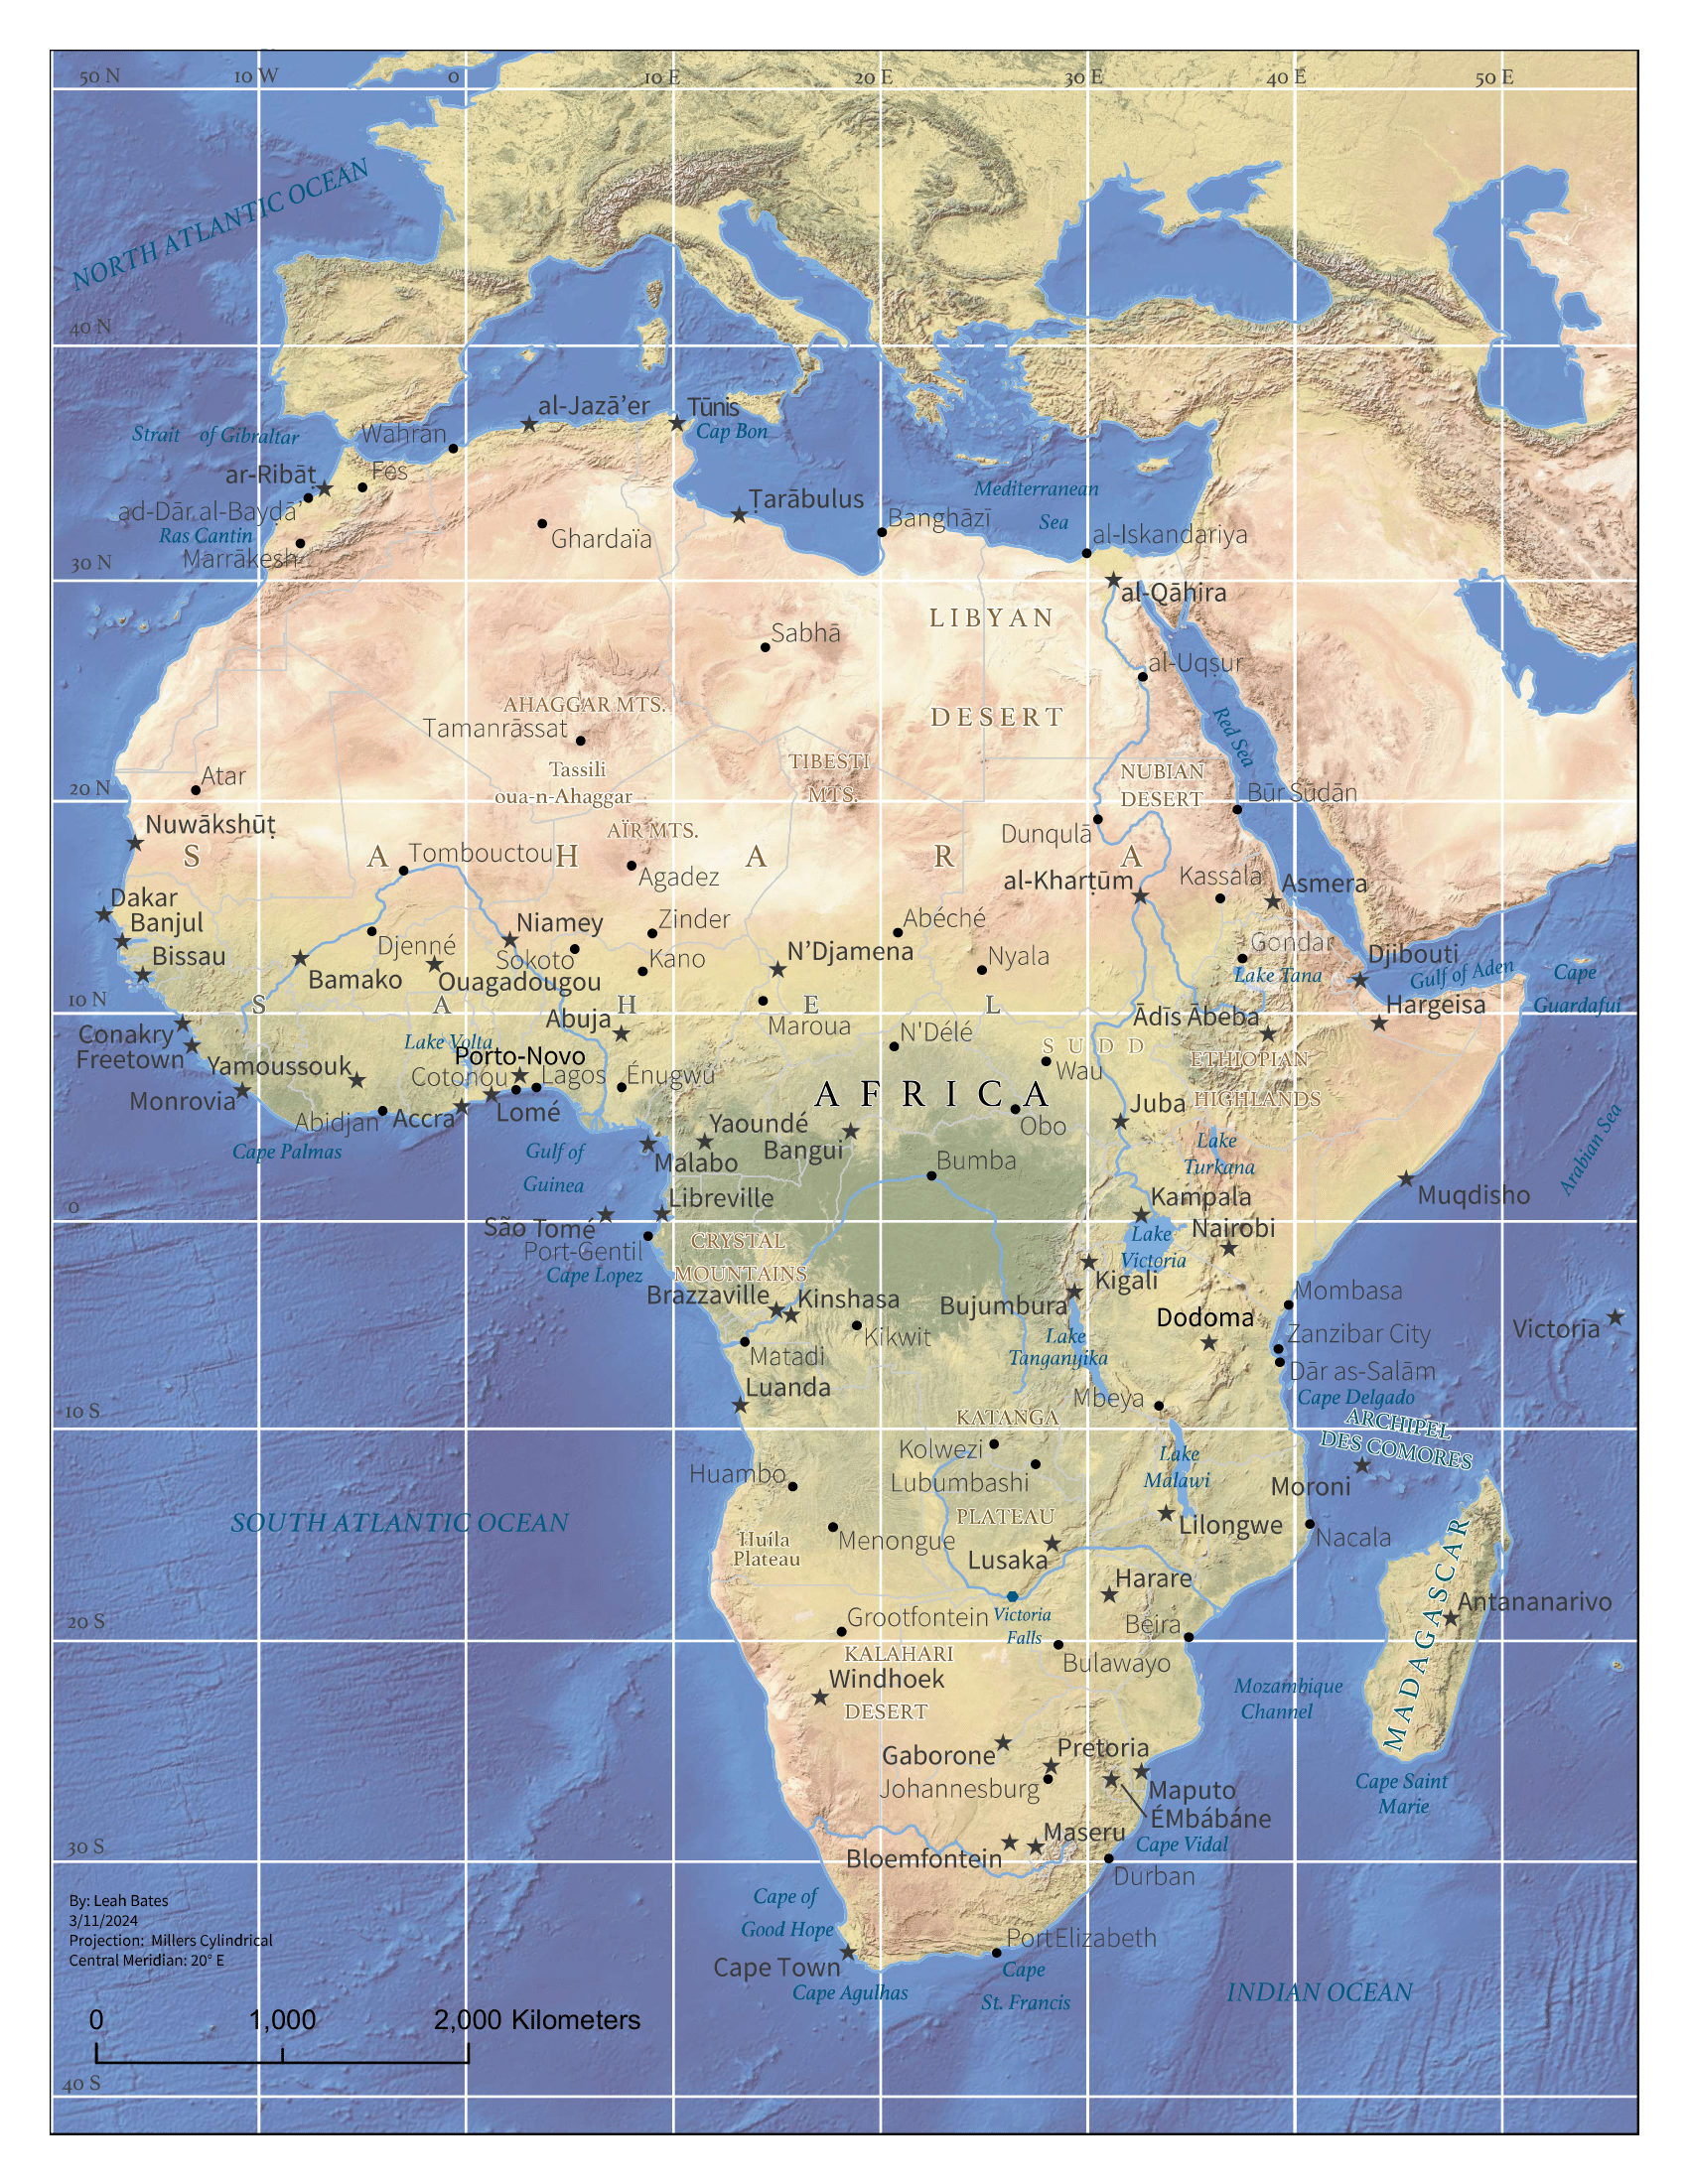 50 N
10 W
0
10 E
20 E
30 E
40 E
50 E
NORTH ATLANTIC OCEAN
40 N
al-Jazā'er
Tūnis
Cap Bon
Strait of Gibraltar
Wahrān
ar-Ribāṭ
Fes
ad-Dār al-Bayḍā'
Ras Cantin
Marrākesh
Ghardaïa
Ṭarābulus
Banghāzī
Mediterranean
Sea
al-Iskandariya
30 N
al-Qāhira
LIBYAN
DESERT
Sabhā
al-Uqṣur
AHAGGAR MTS.
Tamanrāssat
Tassili
oua-n-Ahaggar
TIBESTI
MTS.
Red Sea
NUBIAN
DESERT
Atar
20 N
Būr Sūdān
Nuwākshūṭ
AÏR MTS.
Dunqulā
S A H A R A
Tombouctou
Agadez
al-Kharṭūm
Kassalā
Asmera
Dakar
Banjul
Bissau
Niamey
Zinder
Abéché
Djenné
Sokoto
Kano
N'Djamena
Nyala
Gondar
Lake Tana
Djibouti
Gulf of Aden
Cape
Guardafui
Bamako
Ouagadougou
10 N
S A H E L
Hargeisa
Conakry
Freetown
Abuja
Maroua
N'Délé
Ādīs Ābeba
Lake Volta
Porto-Novo
SUDD
Wau
ETHIOPIAN
HIGHLANDS
Yamoussouk
Cotonou
Lagos
Énugwú
AFRICA
Monrovia
Abidjan
Accra
Lomé
Obo
Juba
Cape Palmas
Gulf of
Guinea
Yaoundé
Bangui
Malabo
Bumba
Lake
Turkana
Arabian Sea
Muqdisho
Libreville
Kampala
0
São Tomé
Port-Gentil
Cape Lopez
CRYSTAL
MOUNTAINS
Lake
Victoria
Nairobi
Kigali
Brazzaville
Kinshasa
Bujumbura
Mombasa
Kikwit
Dodoma
Zanzibar City
Victoria
Matadi
Lake
Tanganyika
Dār as-Salām
Luanda
Mbeya
Cape Delgado
10 S
KATANGA
PLATEAU
ARCHIPEL
DES COMORES
Kolwezi
Lubumbashi
Lake
Malawi
Moroni
Huambo
SOUTH ATLANTIC OCEAN
Menongue
Huíla
Plateau
Lilongwe
Nacala
Lusaka
MADAGASCAR
Harare
Antananarivo
20 S
Grootfontein
Victoria
Falls
Beira
KALAHARI
DESERT
Bulawayo
Windhoek
Mozambique
Channel
Gaborone
Pretoria
Johannesburg
Maputo
ÉMbábáne
Cape Saint
Marie
30 S
Maseru
Cape Vidal
Bloemfontein
Durban
Cape of
Good Hope
Port Elizabeth
Cape Town
Cape Agulhas
Cape
St. Francis
INDIAN OCEAN
By: Leah Bates
3/11/2024
Projection: Millers Cylindrical
Central Meridian: 20° E
0 1,000 2,000 Kilometers
40 S